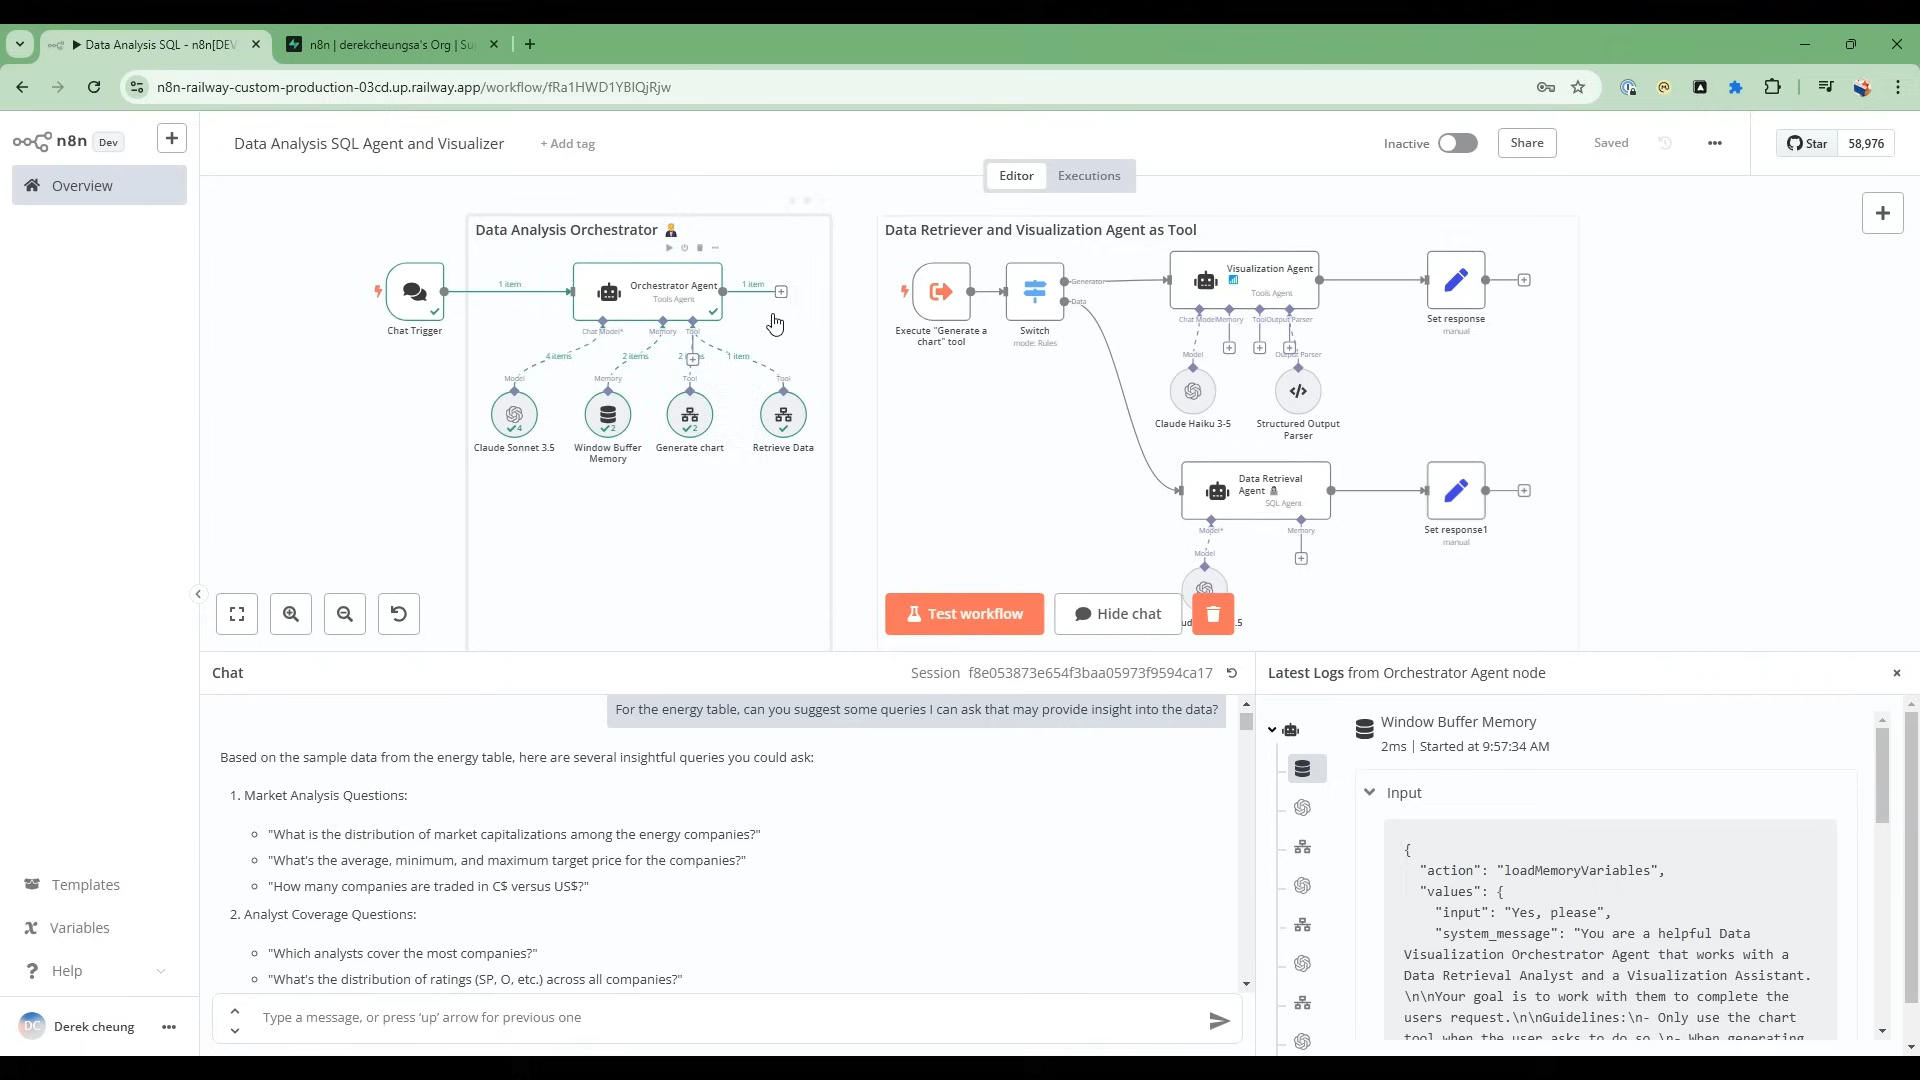 Data Analysis SQL - n8n[DEV
n8n | derekcheungsa's Org | Su
n8n-railway-custom-production-03cd.up.railway.app/workflow/fRa1HWD1YBlQjRjw
n8n
Dev
Overview
Data Analysis SQL Agent and Visualizer
+ Add tag
Inactive
Share
Saved
Star
58,976
Editor
Executions
Data Analysis Orchestrator
Chat Trigger
1 item
Orchestrator Agent
Tools Agent
1 item
Chat Model*
Memory
Tool
4 items
2 items
1 item
Model
Memory
Tool
Tool
4
2
2
Claude Sonnet 3.5
Window Buffer
Memory
Generate chart
Retrieve Data
Data Retriever and Visualization Agent as Tool
Execute "Generate a
chart" tool
Switch
mode: Rules
Generator
Data
Visualization Agent
Tools Agent
Chat Model
Memory
Tool
Output Parser
Model
Output Parser
Claude Haiku 3-5
Structured Output
Parser
Set response
manual
Data Retrieval
Agent
SQL Agent
Model*
Memory
Model
Set response1
manual
Test workflow
Hide chat
Chat
Session f8e053873e654f3baa05973f9594ca17
For the energy table, can you suggest some queries I can ask that may provide insight into the data?
Based on the sample data from the energy table, here are several insightful queries you could ask:
1. Market Analysis Questions:
"What is the distribution of market capitalizations among the energy companies?"
"What's the average, minimum, and maximum target price for the companies?"
"How many companies are traded in C$ versus US$?"
2. Analyst Coverage Questions:
"Which analysts cover the most companies?"
"What's the distribution of ratings (SP, O, etc.) across all companies?"
Type a message, or press 'up' arrow for previous one
Latest Logs from Orchestrator Agent node
Window Buffer Memory
2ms | Started at 9:57:34 AM
Input
{
"action": "loadMemoryVariables",
"values": {
"input": "Yes, please",
"system_message": "You are a helpful Data
Visualization Orchestrator Agent that works with a
Data Retrieval Analyst and a Visualization Assistant.
\n\nYour goal is to work with them to complete the
users request.\n\nGuidelines:\n- Only use the chart
tool when the user asks to do so.\n- When generating
Templates
Variables
Help
DC
Derek cheung